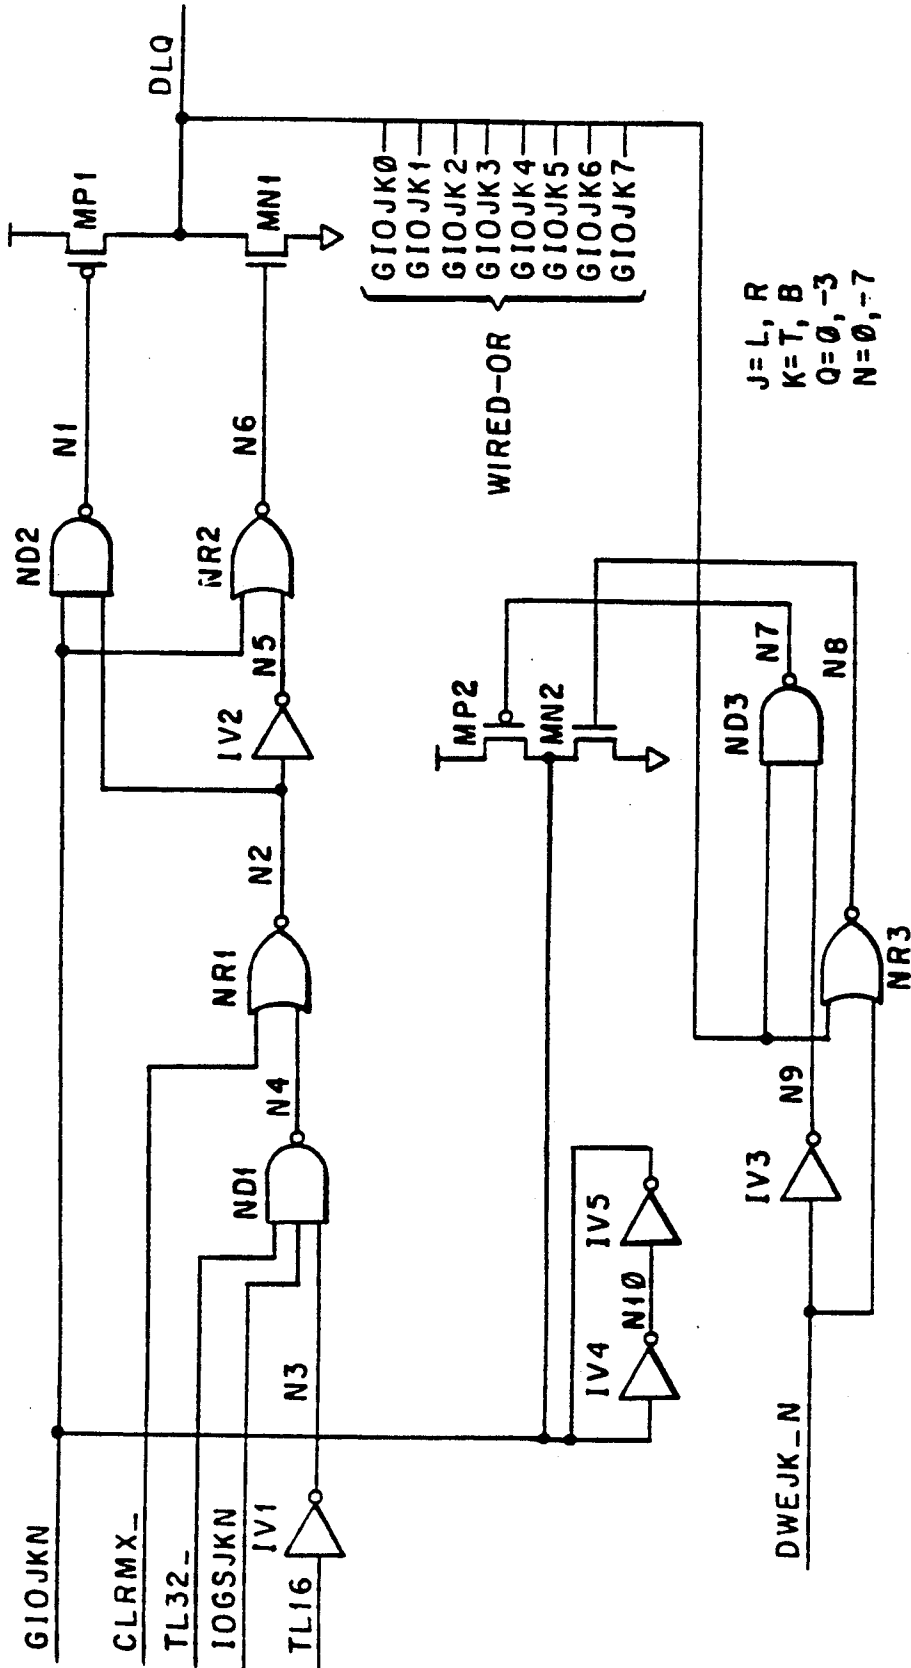 GIOJKN
CLRMX_
TL32_
IOGSJKN
TL16
IV1
N3
ND1
N4
NR1
N2
IV2
N5
ND2
NR2
N1
N6
MP1
MN1
DLQ
WIRED-OR
GIOJK0
GIOJK1
GIOJK2
GIOJK3
GIOJK4
GIOJK5
GIOJK6
GIOJK7
MP2
MN2
IV4
N10
IV5
DWEJK_N
IV3
N9
ND3
NR3
N7
N8
J=L, R
K=T, B
Q=0,-3
N=0,-7